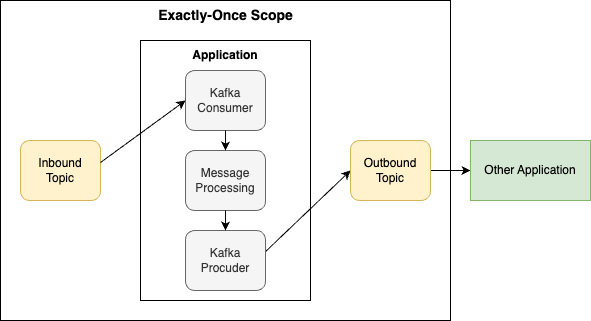 Exactly-Once Scope
Application
Kafka
Consumer
Inbound
Topic
Message
Processing
Outbound
Topic
Other Application
Kafka
Procuder